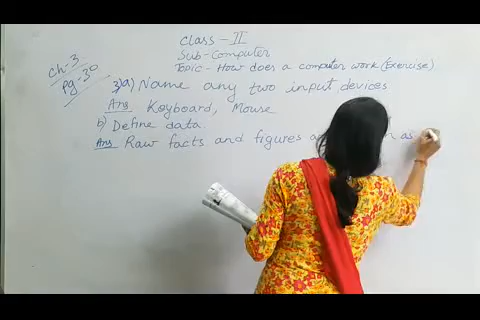 Class - II
Sub-Computer
Topic - How does a computer work (Exercise)
Ch-3
Pg-30
3) a) Name any two input devices
Ans Keyboard, Mouse
b) Define data.
Ans Raw facts and figures as